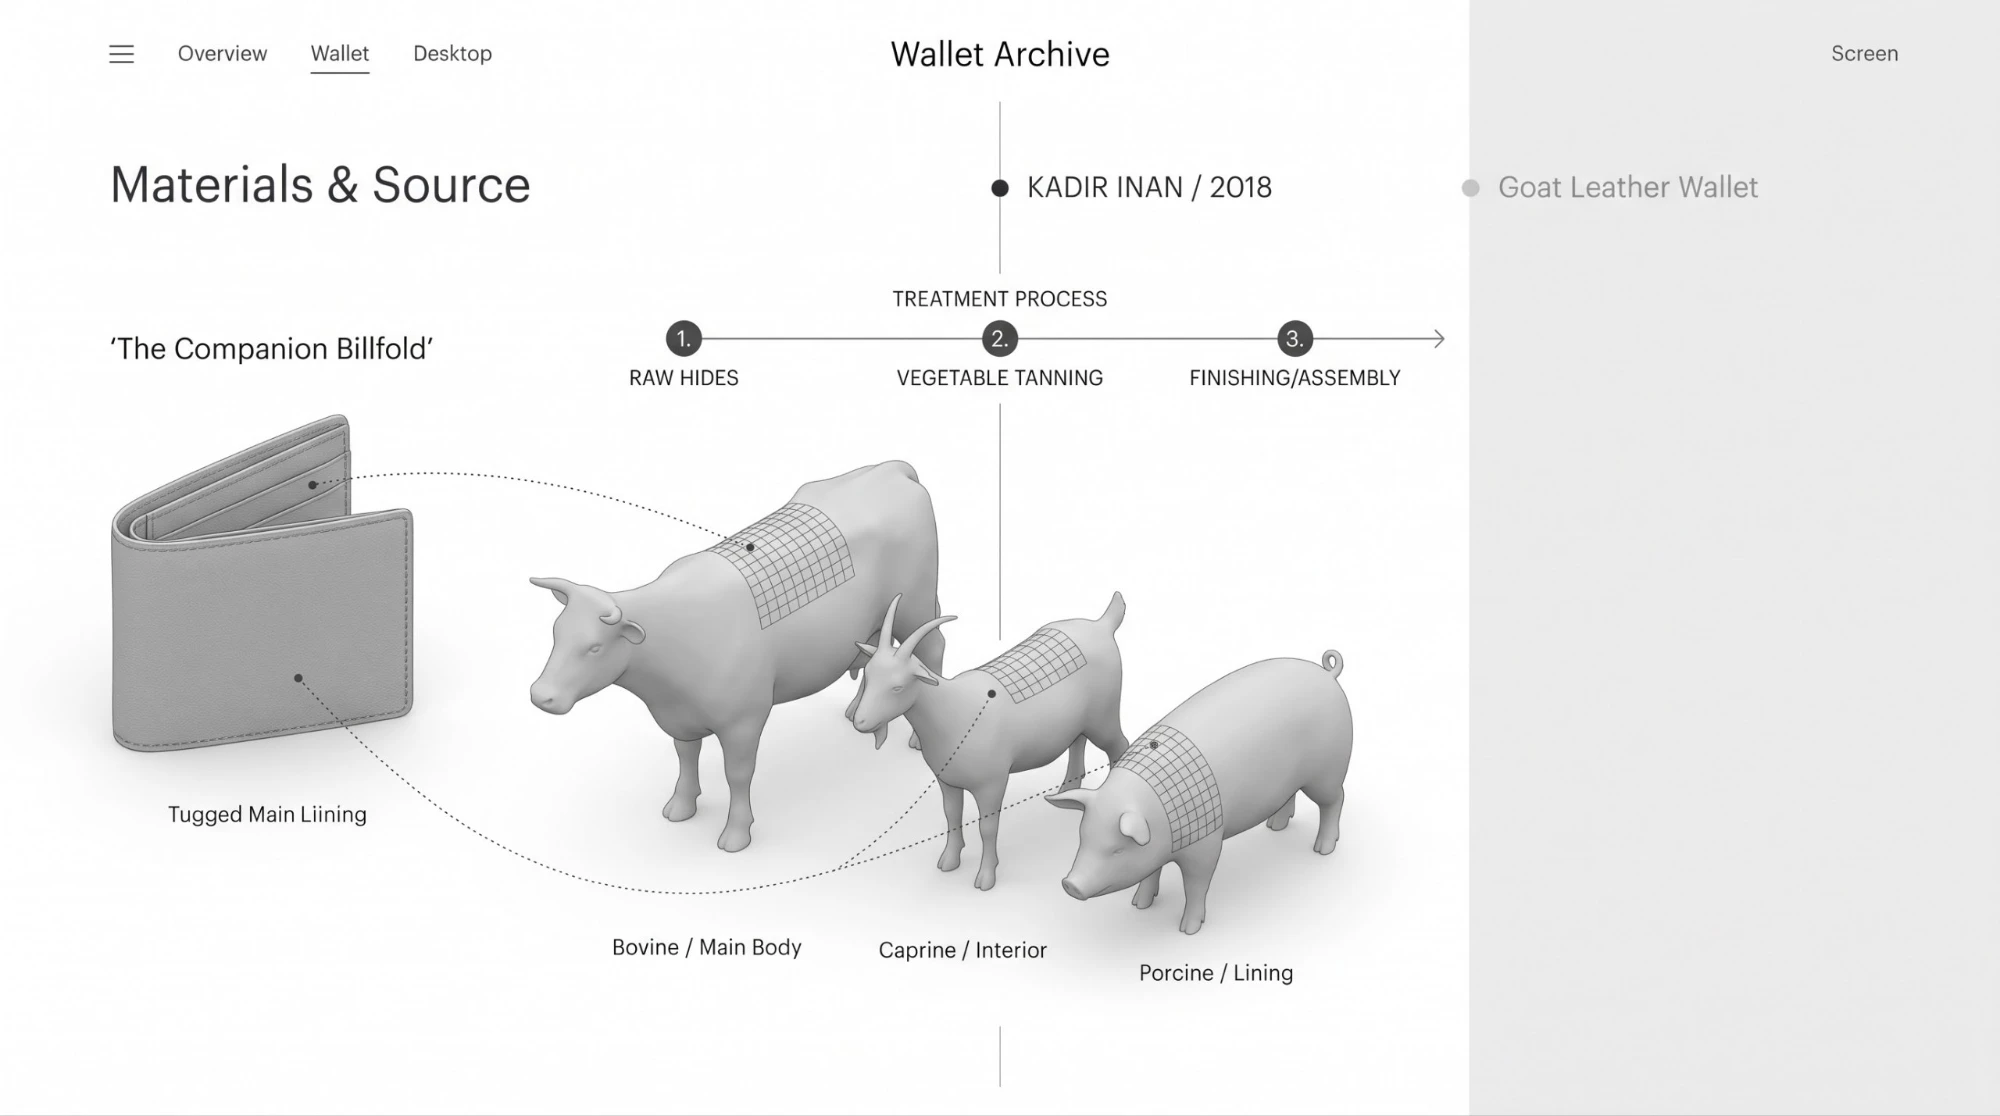 Overview
Wallet
Desktop
Wallet Archive
Screen
Materials & Source
KADIR INAN / 2018
Goat Leather Wallet
TREATMENT PROCESS
1.
2.
3.
RAW HIDES
VEGETABLE TANNING
FINISHING/ASSEMBLY
'The Companion Billfold'
Tugged Main Liining
Bovine / Main Body
Caprine / Interior
Porcine / Lining